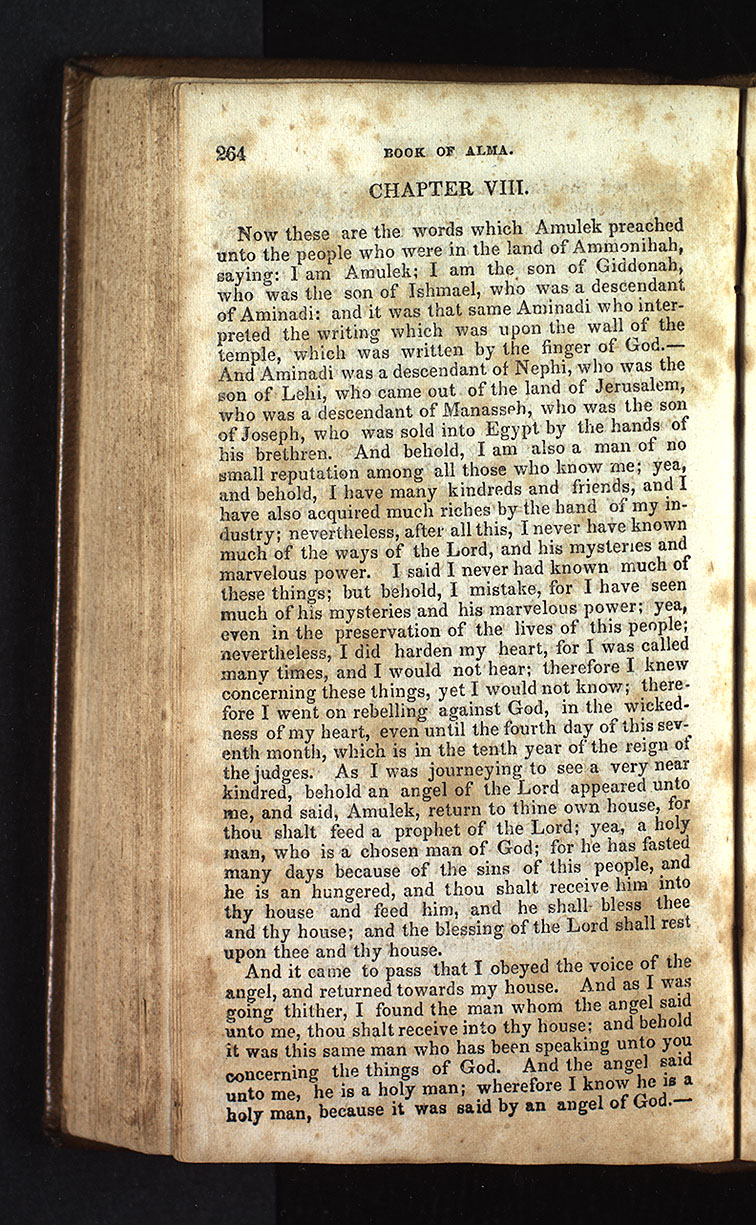 264 BOOK OF ALMA.
CHAPTER VIII.
Now these are the words which Amulek preached
unto the people who were in the land of Ammonihah,
saying: I am Amulek; I am the son of Giddonah,
who was the son of Ishmael, who was a descendant
of Aminadi: and it was that same Aminadi who inter-
preted the writing which was upon the wall of the
temple, which was written by the finger of God.—
And Aminadi was a descendant of Nephi, who was the
son of Lehi, who came out of the land of Jerusalem,
who was a descendant of Manasseh, who was the son
of Joseph, who was sold into Egypt by the hands of
his brethren. And behold, I am also a man of no
small reputation among all those who know me; yea,
and behold, I have many kindreds and friends, and I
have also acquired much riches by the hand of my in-
dustry; nevertheless, after all this, I never have known
much of the ways of the Lord, and his mysteries and
marvelous power. I said I never had known much of
these things; but behold, I mistake, for I have seen
much of his mysteries and his marvelous power; yea,
even in the preservation of the lives of this people;
nevertheless, I did harden my heart, for I was called
many times, and I would not hear; therefore I knew
concerning these things, yet I would not know; there-
fore I went on rebelling against God, in the wicked-
ness of my heart, even until the fourth day of this sev-
enth month, which is in the tenth year of the reign of
the judges. As I was journeying to see a very near
kindred, behold an angel of the Lord appeared unto
me, and said, Amulek, return to thine own house, for
thou shalt feed a prophet of the Lord; yea, a holy
man, who is a chosen man of God; for he has fasted
many days because of the sins of this people, and
he is an hungered, and thou shalt receive him into
thy house and feed him, and he shall bless thee
and thy house; and the blessing of the Lord shall rest
upon thee and thy house.
And it came to pass that I obeyed the voice of the
angel, and returned towards my house. And as I was
going thither, I found the man whom the angel said
unto me, thou shalt receive into thy house; and behold
it was this same man who has been speaking unto you
concerning the things of God. And the angel said
unto me, he is a holy man; wherefore I know he is a
holy man, because it was said by an angel of God.—